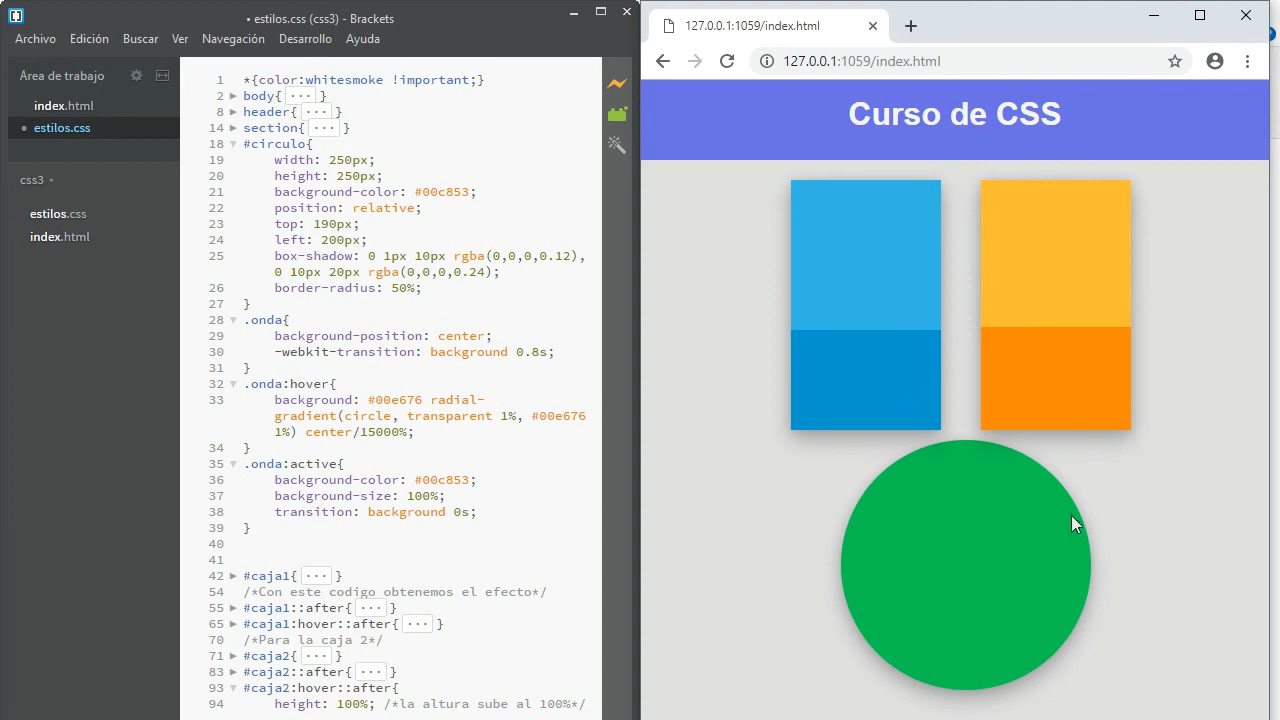 • estilos.css (css3) - Brackets
Archivo Edición Buscar Ver Navegación Desarrollo Ayuda
Área de trabajo
index.html
• estilos.css
css3
estilos.css
index.html
1 *{color:whitesmoke !important;}
2 body{ ··· }
8 header{ ··· }
14 section{ ··· }
18 #circulo{
19 width: 250px;
20 height: 250px;
21 background-color: #00c853;
22 position: relative;
23 top: 190px;
24 left: 200px;
25 box-shadow: 0 1px 10px rgba(0,0,0,0.12),
0 10px 20px rgba(0,0,0,0.24);
26 border-radius: 50%;
27 }
28 .onda{
29 background-position: center;
30 -webkit-transition: background 0.8s;
31 }
32 .onda:hover{
33 background: #00e676 radial-
gradient(circle, transparent 1%, #00e676
1%) center/15000%;
34 }
35 .onda:active{
36 background-color: #00c853;
37 background-size: 100%;
38 transition: background 0s;
39 }
40
41
42 #caja1{ ··· }
54 /*Con este codigo obtenemos el efecto*/
55 #caja1::after{ ··· }
65 #caja1:hover::after{ ··· }
70 /*Para la caja 2*/
71 #caja2{ ··· }
83 #caja2::after{ ··· }
93 #caja2:hover::after{
94 height: 100%; /*la altura sube al 100%*/
127.0.0.1:1059/index.html
127.0.0.1:1059/index.html
Curso de CSS